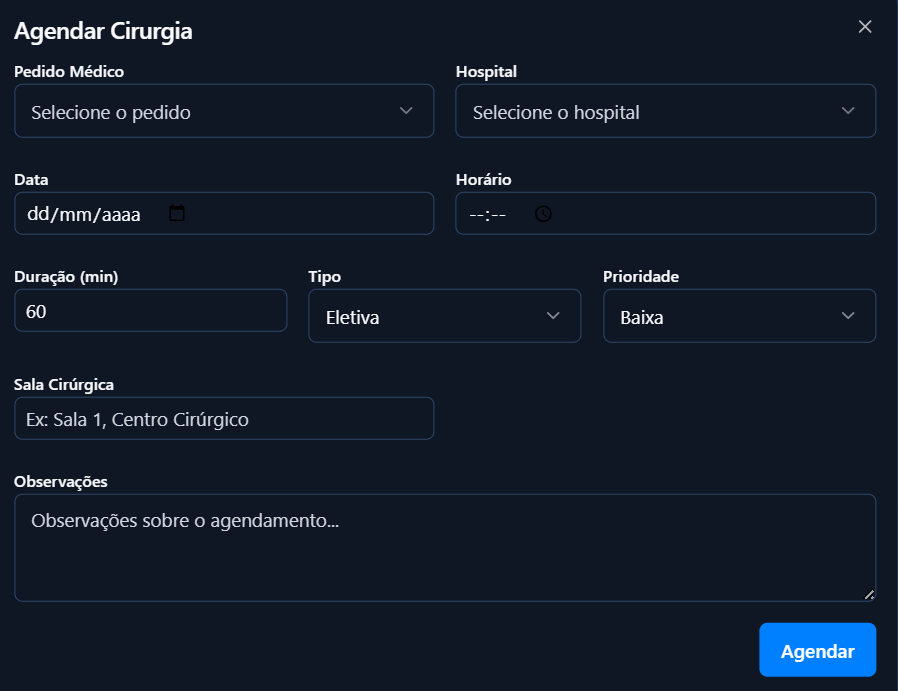 Agendar Cirurgia
Pedido Médico
Hospital
Selecione o pedido
Selecione o hospital
Data
Horário
dd/mm/aaaa
--:--
Duração (min)
Tipo
Prioridade
60
Eletiva
Baixa
Sala Cirúrgica
Ex: Sala 1, Centro Cirúrgico
Observações
Observações sobre o agendamento...
Agendar